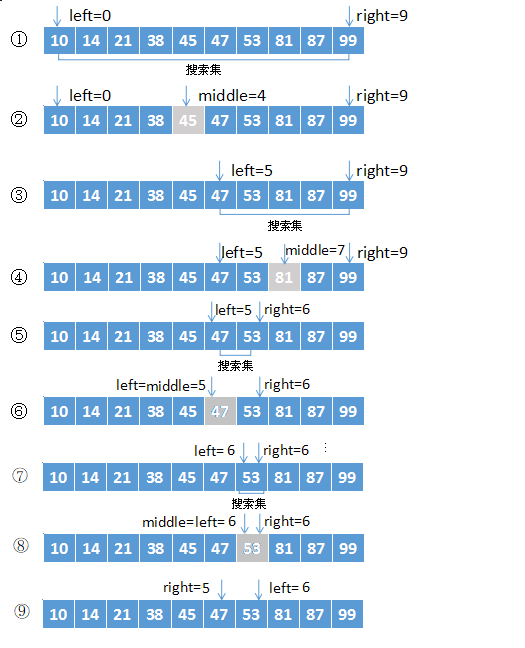 left=0 right=9
① 10 14 21 38 45 47 53 81 87 99
搜索集
left=0 middle=4 right=9
② 10 14 21 38 45 47 53 81 87 99
left=5 right=9
③ 10 14 21 38 45 47 53 81 87 99
搜索集
left=5 middle=7 right=9
④ 10 14 21 38 45 47 53 81 87 99
left=5 right=6
⑤ 10 14 21 38 45 47 53 81 87 99
搜索集
left=middle=5 right=6
⑥ 10 14 21 38 45 47 53 81 87 99
left= 6 right=6 ⋮
⑦ 10 14 21 38 45 47 53 81 87 99
搜索集
middle=left= 6 right=6
⑧ 10 14 21 38 45 47 53 81 87 99
right=5 left= 6
⑨ 10 14 21 38 45 47 53 81 87 99